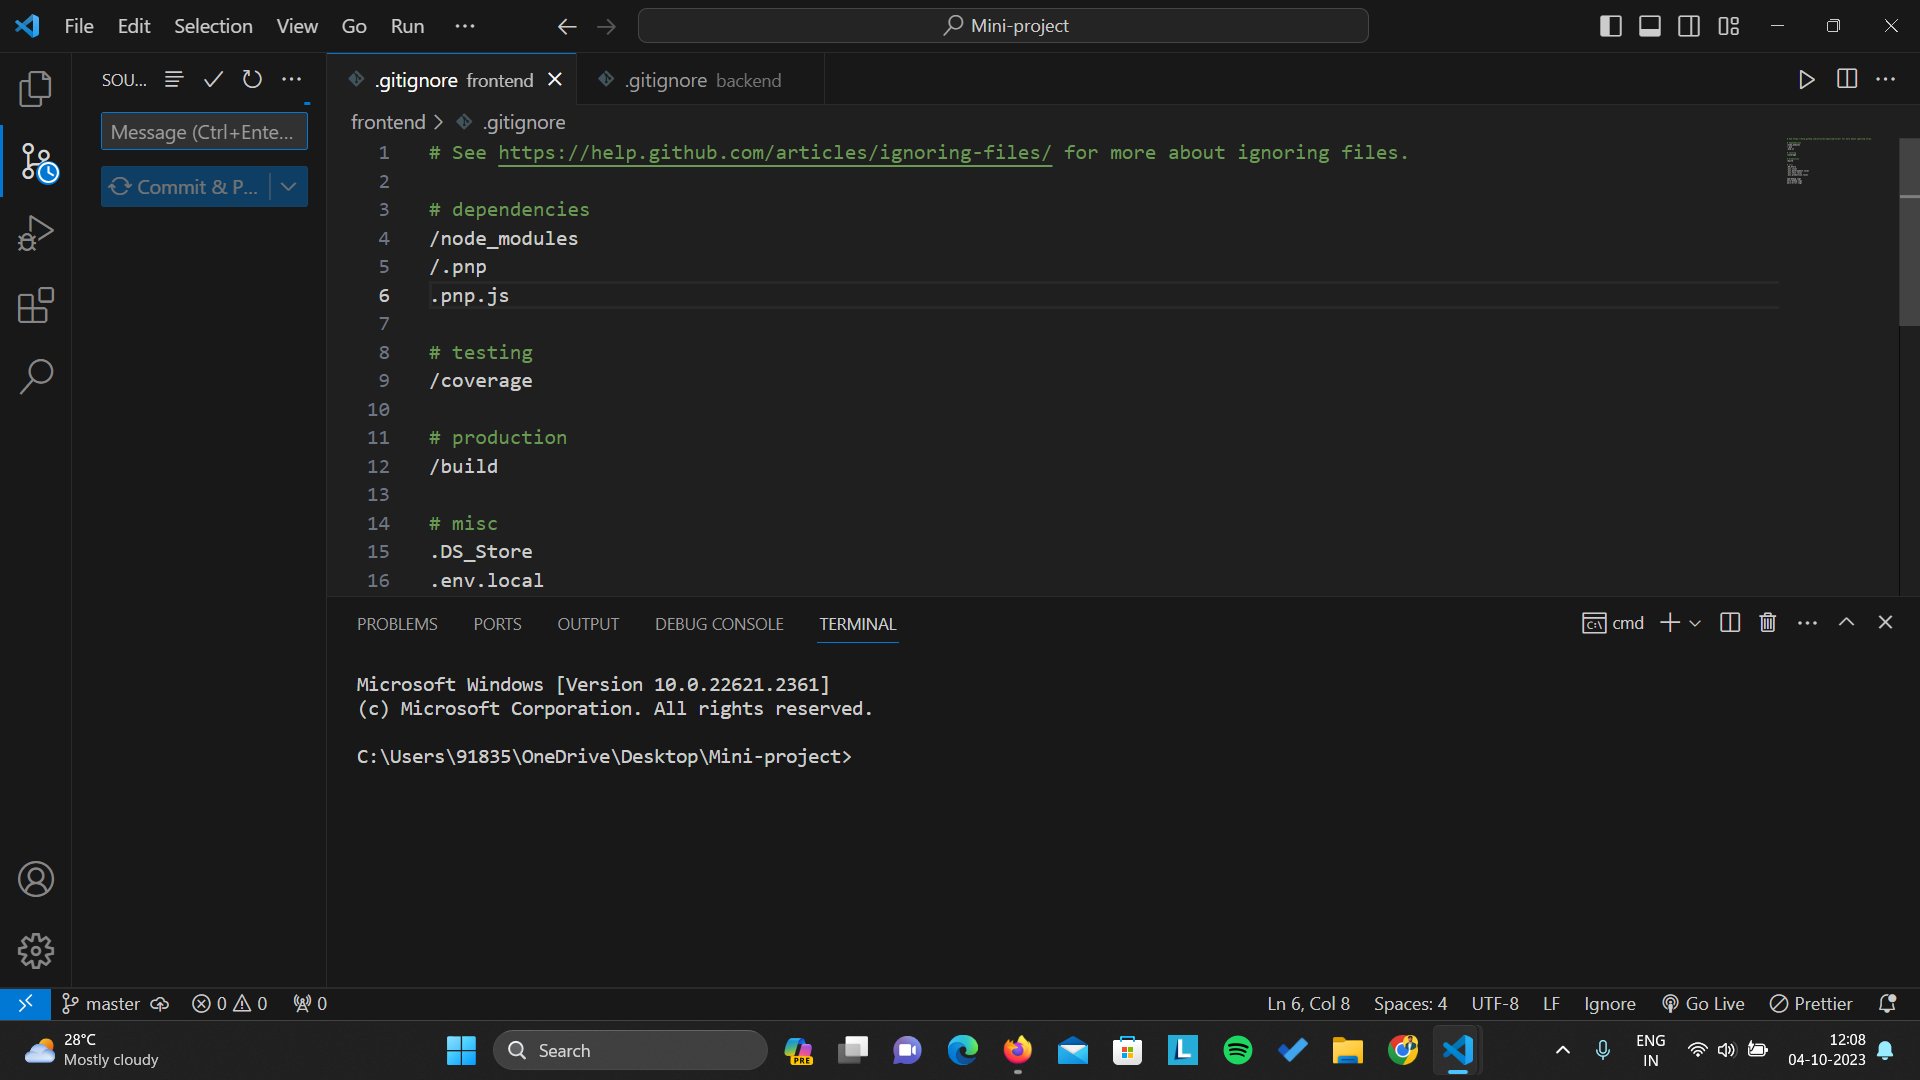 File Edit Selection View Go Run ···
Mini-project
SOU...
.gitignore frontend
.gitignore backend
Message (Ctrl+Ente...
Commit & P...
frontend > .gitignore
1 # See https://help.github.com/articles/ignoring-files/ for more about ignoring files.
2
3 # dependencies
4 /node_modules
5 /.pnp
6 .pnp.js
7
8 # testing
9 /coverage
10
11 # production
12 /build
13
14 # misc
15 .DS_Store
16 .env.local
PROBLEMS PORTS OUTPUT DEBUG CONSOLE TERMINAL
cmd
Microsoft Windows [Version 10.0.22621.2361]
(c) Microsoft Corporation. All rights reserved.
C:\Users\91835\OneDrive\Desktop\Mini-project>
master 0 0 0
Ln 6, Col 8 Spaces: 4 UTF-8 LF Ignore Go Live Prettier
28°C
Mostly cloudy
Search
PRE
L
ENG
IN
12:08
04-10-2023